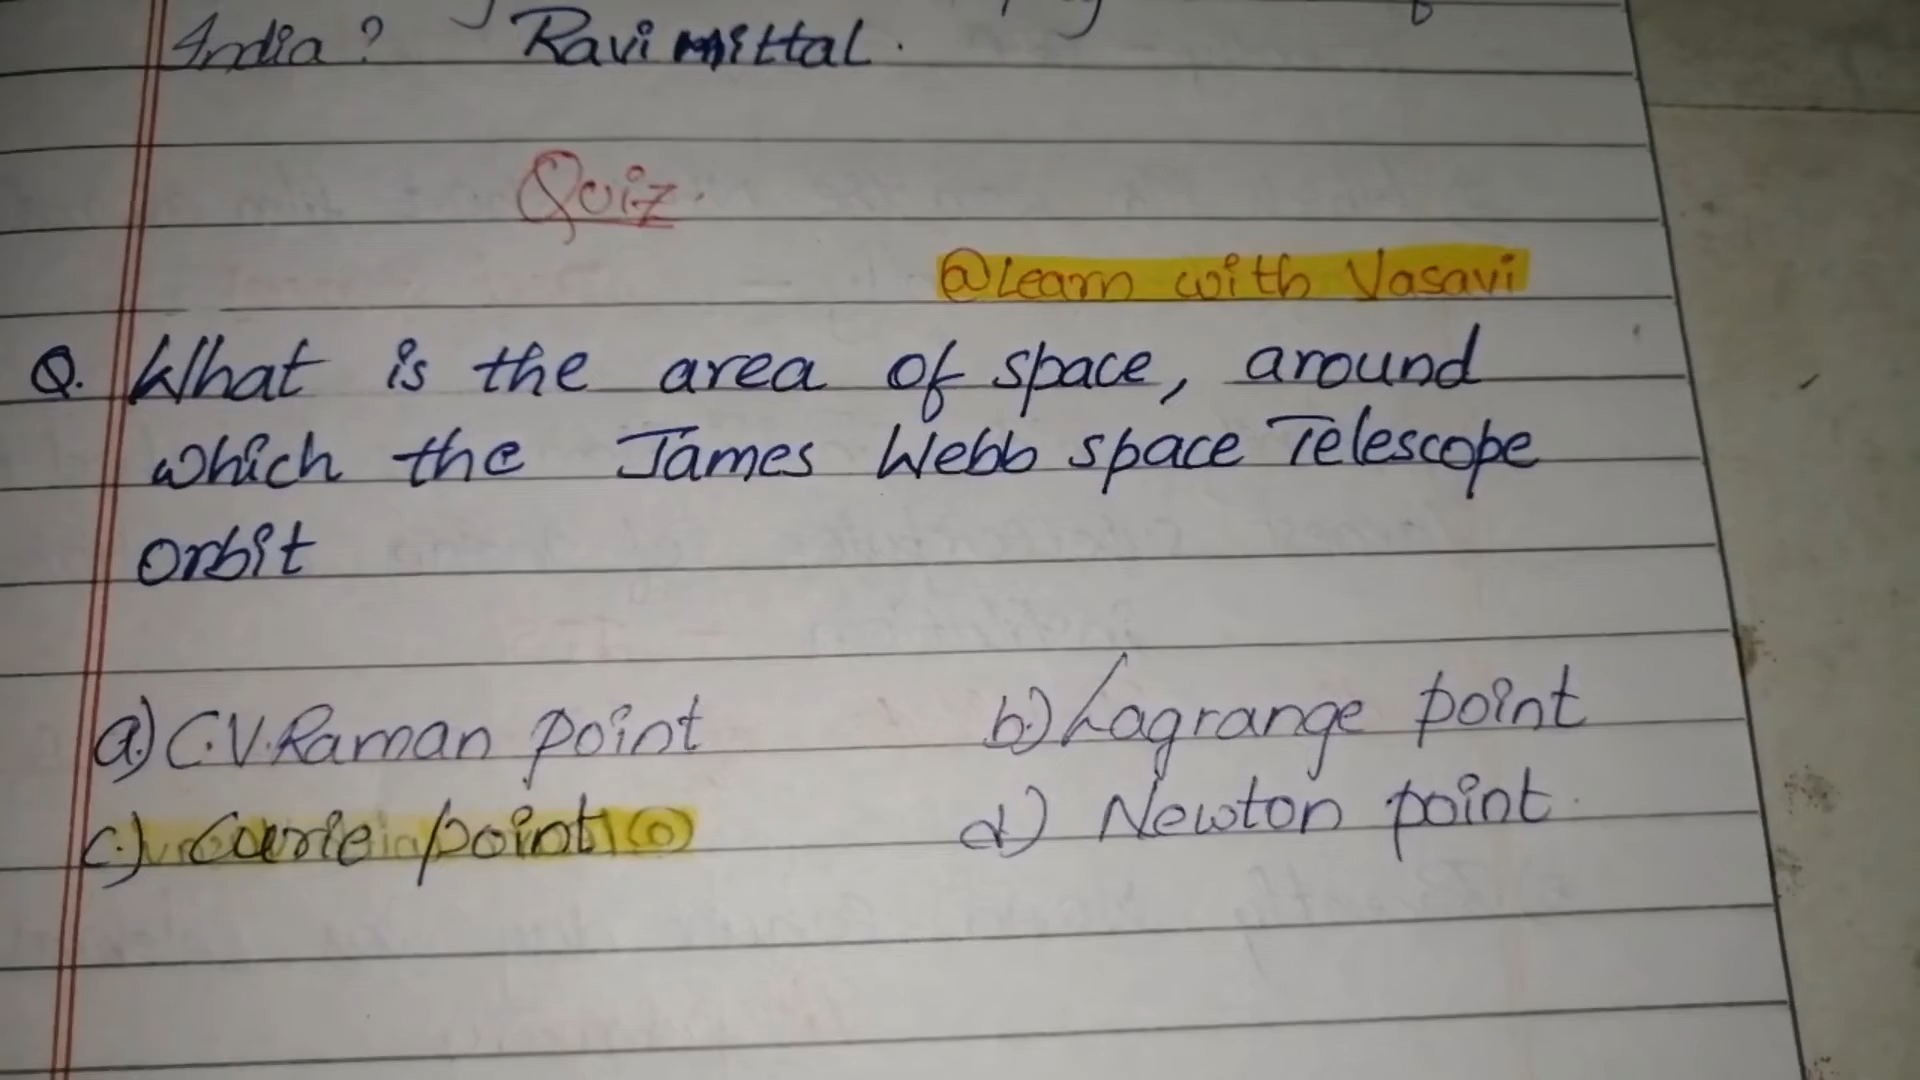 India? Ravi mittal.
Quiz.
@Learn with Vasavi
Q. What is the area of space, around
which the James Webb space Telescope
orbit
a.) C.V. Raman point b.) Lagrange point
c.) Curie point d.) Newton point.